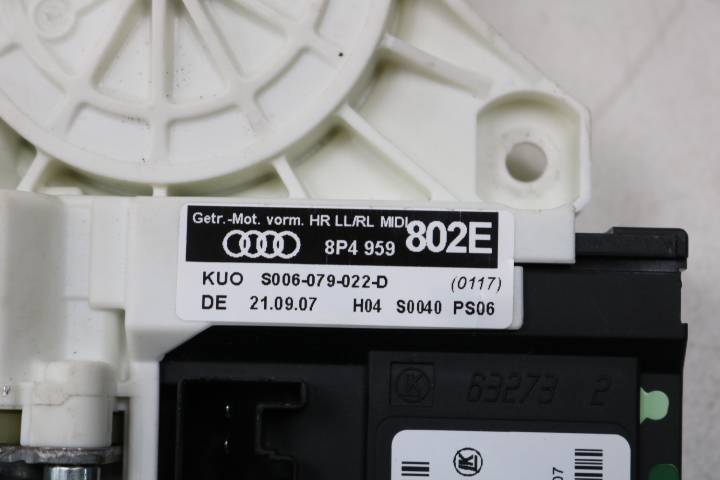 Getr.-Mot. vorm. HR LL/RL MIDI
8P4 959 802E
KUO S006-079-022-D (0117)
DE 21.09.07 H04 S0040 PS06
K 63273 2
K
07